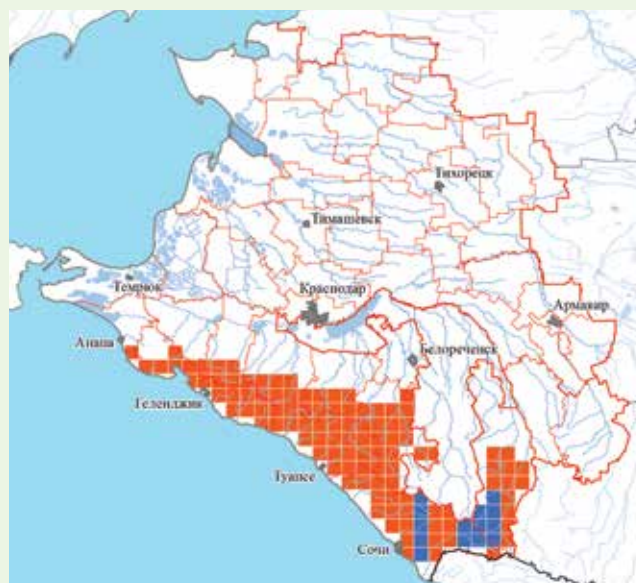 Тихорецк
Тимашевск
Темрюк
Краснодар
Армавир
Анапа
Белореченск
Геленджик
Туапсе
Сочи